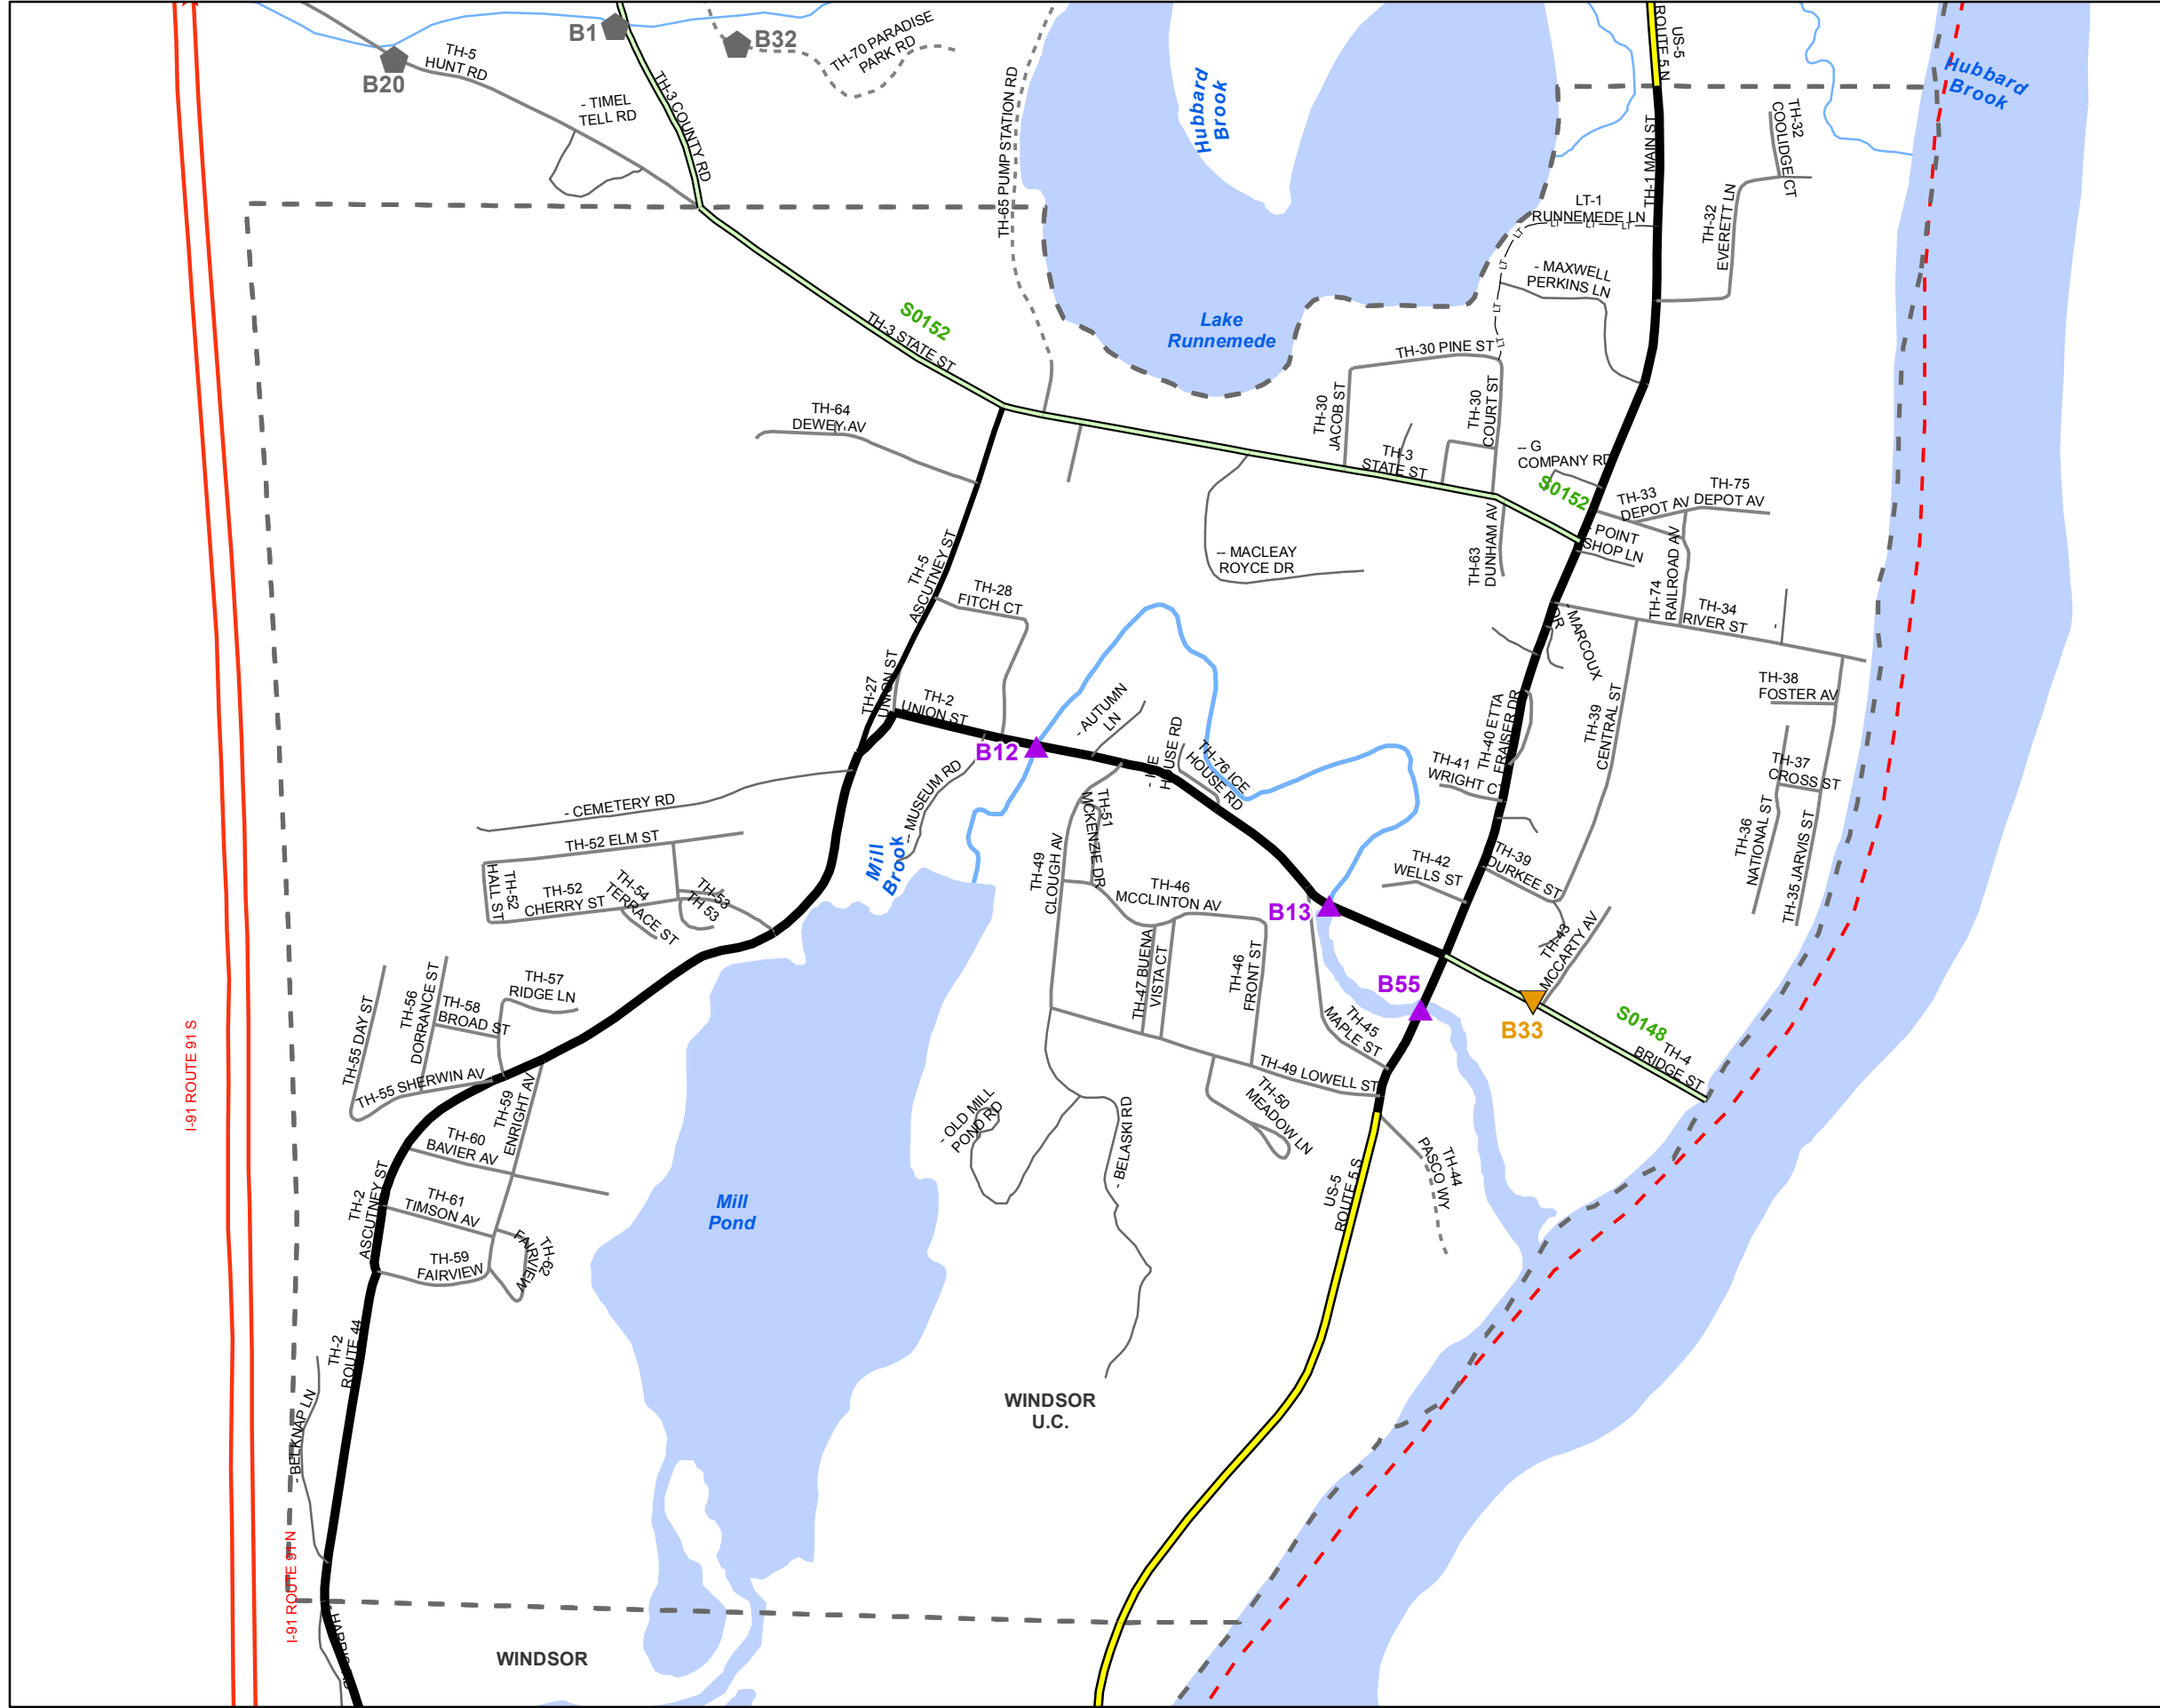 B1
B32
B20
TH-5
HUNT RD
TH-70 PARADISE
PARK RD
- TIMEL
TELL RD
TH-3 COUNTY RD
TH-65 PUMP STATION RD
Hubbard
Brook
US-5
ROUTE 5 N
Hubbard
Brook
TH-32
COOLIDGE CT
TH-1 MAIN ST
LT-1
RUNNEMEDE LN
LT
LT
LT
LT
LT
LT
LT
TH-32
EVERETT LN
- MAXWELL
PERKINS LN
S0152
TH-3 STATE ST
Lake
Runnemede
TH-30 PINE ST
TH-30
JACOB ST
TH-30
COURT ST
TH-64
DEWEY AV
TH-3
STATE ST
-- G
COMPANY RD
S0152
TH-33
DEPOT AV
TH-75
DEPOT AV
- POINT
SHOP LN
TH-5
ASCUTNEY ST
TH-28
FITCH CT
-- MACLEAY
ROYCE DR
TH-63
DUNHAM AV
TH-74
RAILROAD AV
TH-34
RIVER ST
-
- MARCOUX
DR
TH-27
UNION ST
TH-2
UNION ST
- AUTUMN
LN
B12
- ICE
HOUSE RD
TH-76 ICE
HOUSE RD
TH-40 ETTA
FRAISER DR
TH-39
CENTRAL ST
TH-38
FOSTER AV
TH-37
CROSS ST
TH-41
WRIGHT CT
- CEMETERY RD
-- MUSEUM RD
TH-51
MCKENZIE DR
TH-36
NATIONAL ST
TH-35 JARVIS ST
TH-52 ELM ST
Mill
Brook
TH-49
CLOUGH AV
TH-42
WELLS ST
TH-39
DURKEE ST
TH-52
HALL ST
TH-52
CHERRY ST
TH-54
TERRACE ST
TH-53
TH 53
TH-46
MCCLINTON AV
B13
TH-43
MCCARTY AV
TH-47 BUENA
VISTA CT
TH-46
FRONT ST
B55
B33
S0148
TH-4
BRIDGE ST
TH-55 DAY ST
TH-56
DORRANCE ST
TH-57
RIDGE LN
TH-58
BROAD ST
TH-45
MAPLE ST
I-91 ROUTE 91 S
TH-55 SHERWIN AV
TH-59
ENRIGHT AV
TH-49 LOWELL ST
TH-50
MEADOW LN
- OLD MILL
POND RD
- BELASKI RD
TH-44
PASCO WY
TH-60
BAVIER AV
TH-2
ASCUTNEY ST
TH-61
TIMSON AV
Mill
Pond
US-5
ROUTE 5 S
TH-59
FAIRVIEW
TH-62
FAIRVIEW
TH-2
ROUTE 44
- BELKNAP LN
WINDSOR
U.C.
I-91 ROUTE 91 N
WINDSOR